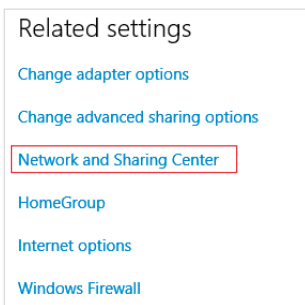 Related settings
Change adapter options
Change advanced sharing options
Network and Sharing Center
HomeGroup
Internet options
Windows Firewall